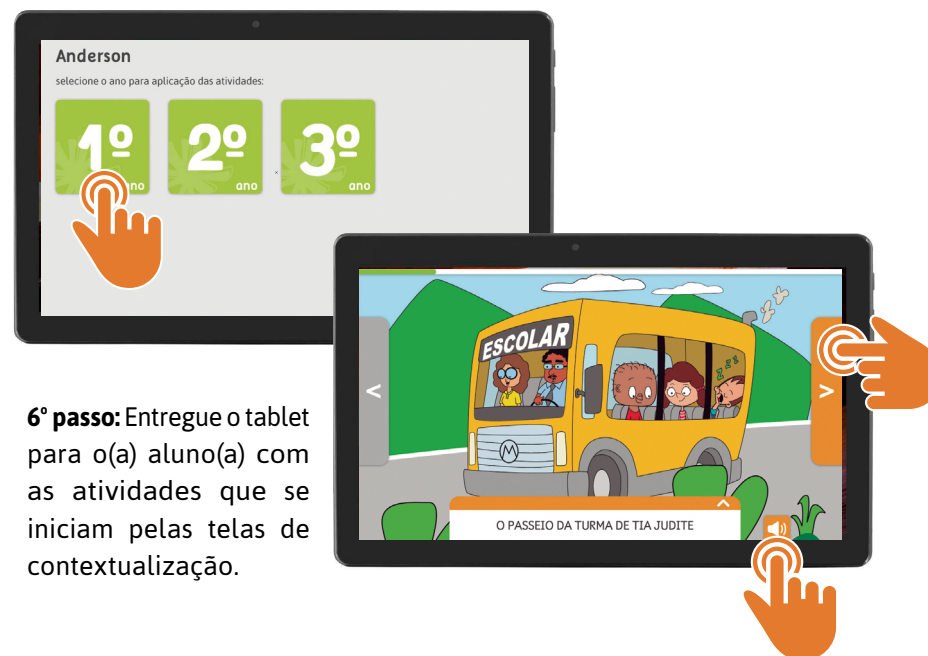 Anderson
selecione o ano para aplicação das atividades:
1º
ano
2º
ano
3º
ano
ESCOLAR
z z z
M
<
>
O PASSEIO DA TURMA DE TIA JUDITE
6º passo: Entregue o tablet
para o(a) aluno(a) com
as atividades que se
iniciam pelas telas de
contextualização.